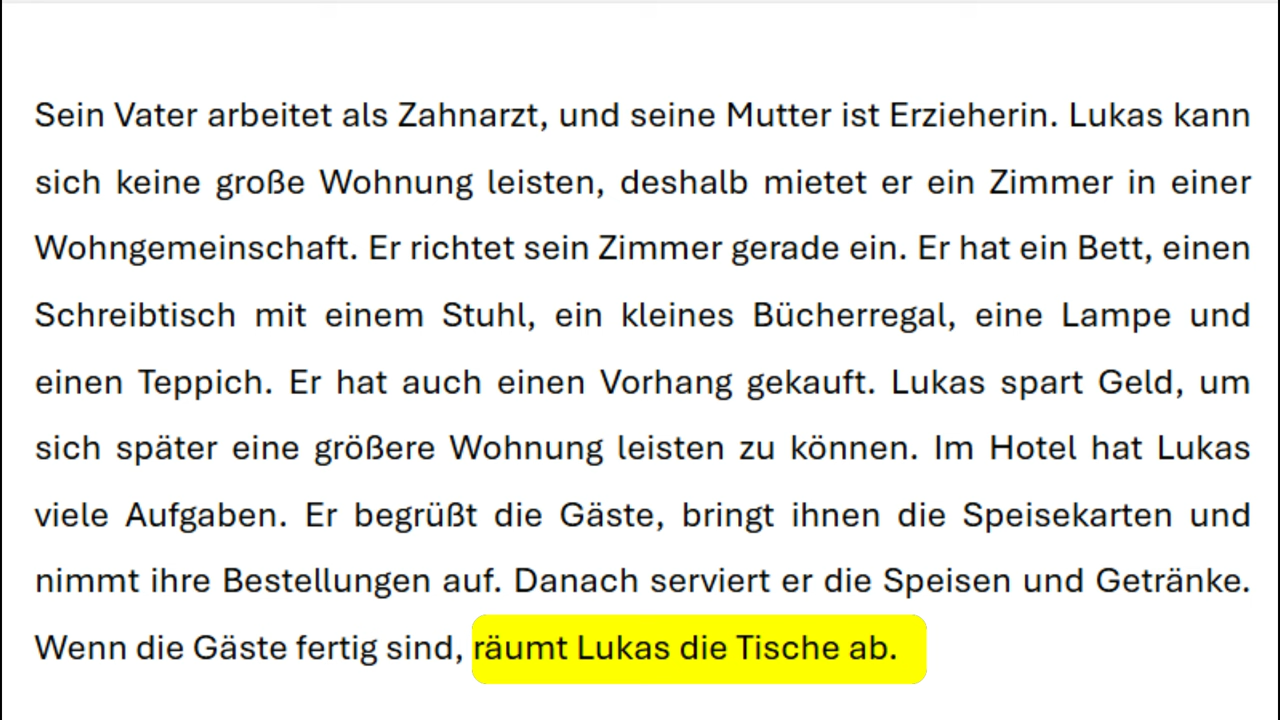 Sein Vater arbeitet als Zahnarzt, und seine Mutter ist Erzieherin. Lukas kann
sich keine große Wohnung leisten, deshalb mietet er ein Zimmer in einer
Wohngemeinschaft. Er richtet sein Zimmer gerade ein. Er hat ein Bett, einen
Schreibtisch mit einem Stuhl, ein kleines Bücherregal, eine Lampe und
einen Teppich. Er hat auch einen Vorhang gekauft. Lukas spart Geld, um
sich später eine größere Wohnung leisten zu können. Im Hotel hat Lukas
viele Aufgaben. Er begrüßt die Gäste, bringt ihnen die Speisekarten und
nimmt ihre Bestellungen auf. Danach serviert er die Speisen und Getränke.
Wenn die Gäste fertig sind, räumt Lukas die Tische ab.